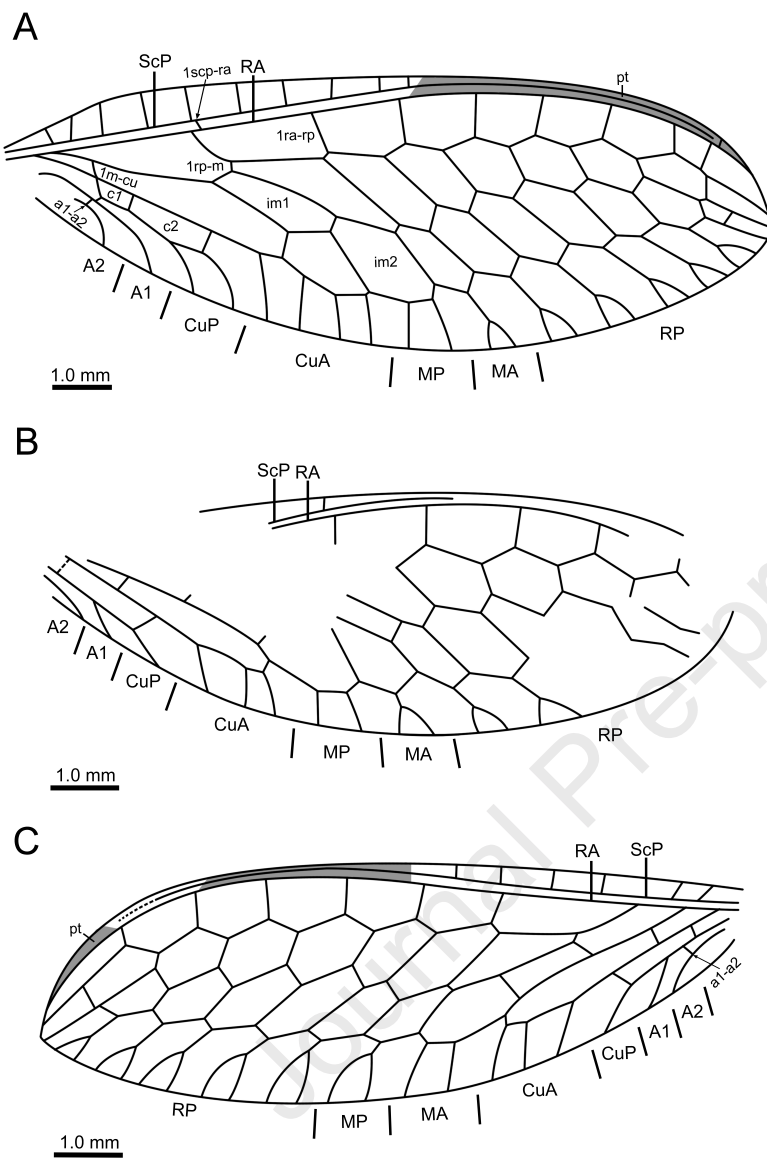 A
ScP
1scp-ra
RA
pt
1ra-rp
1rp-m
1m-cu
c1
im1
a1-a2
c2
im2
A2
A1
CuP
CuA
MP
MA
RP
1.0 mm
B
ScP
RA
A2
A1
CuP
CuA
MP
MA
RP
1.0 mm
C
RA
ScP
pt
a1-a2
A2
A1
CuP
CuA
RP
MP
MA
1.0 mm
Journal Pre-p